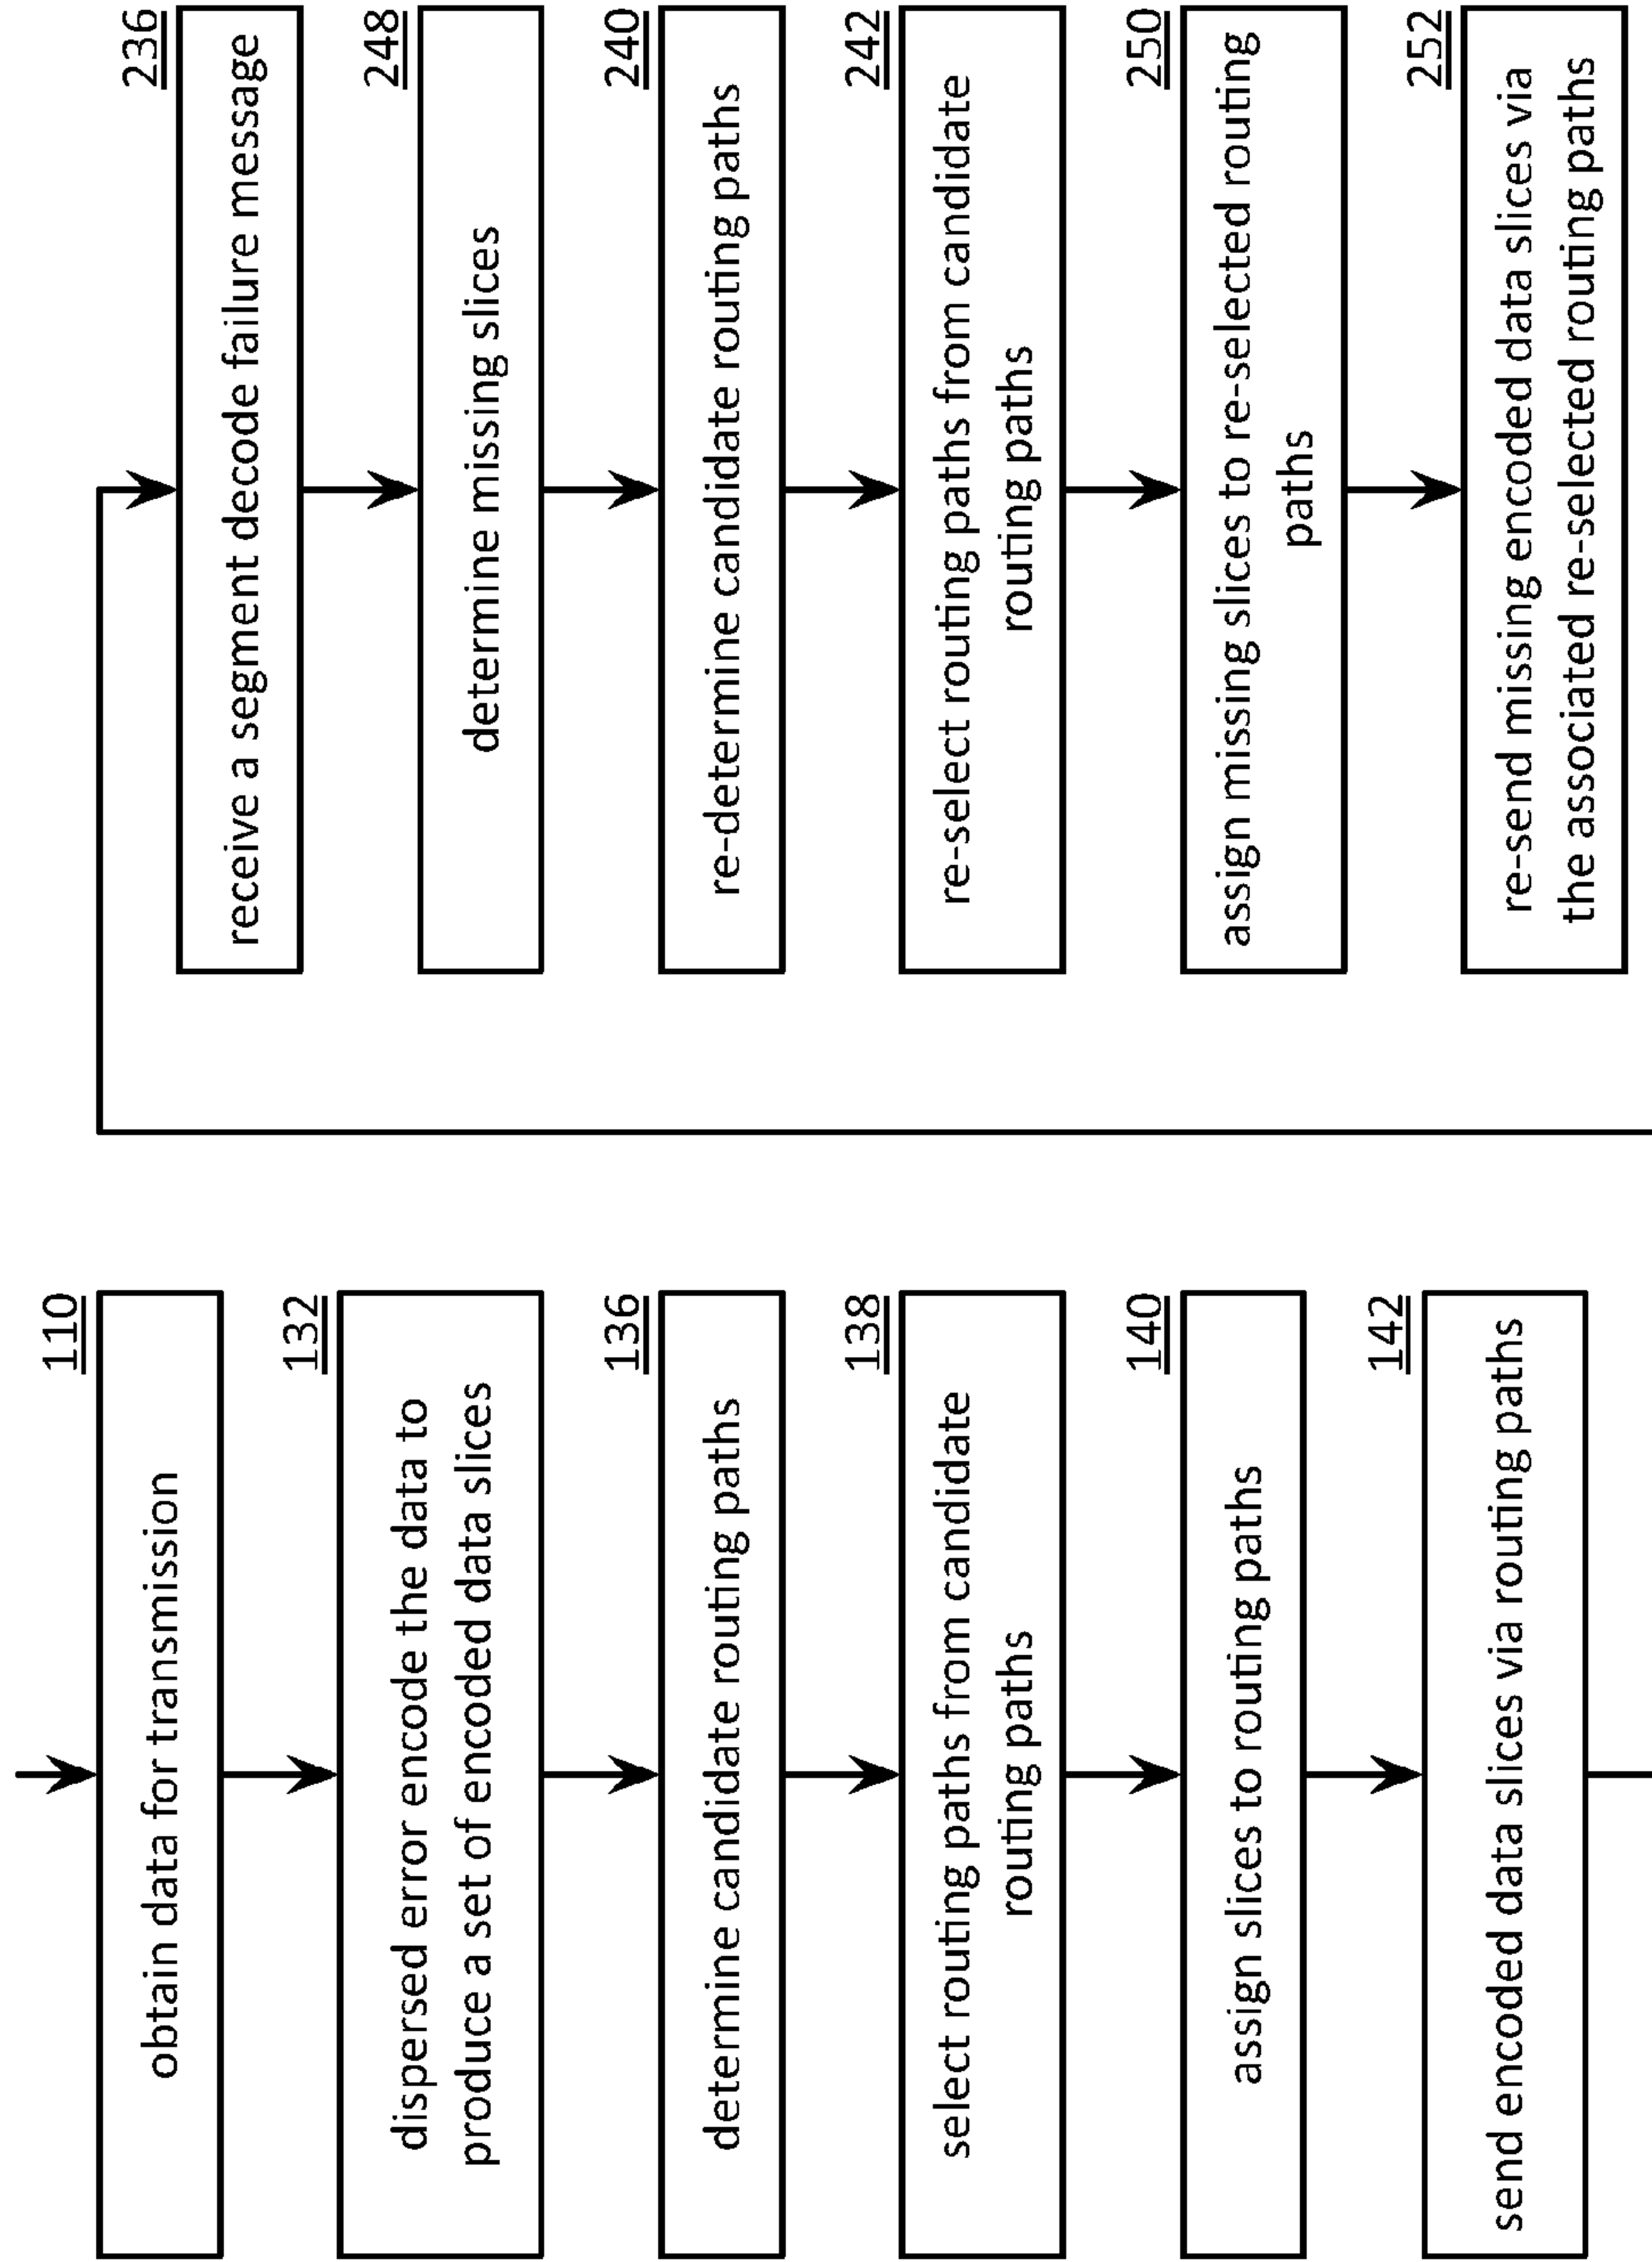 110
obtain data for transmission
132
dispersed error encode the data to
produce a set of encoded data slices
136
determine candidate routing paths
138
select routing paths from candidate
routing paths
140
assign slices to routing paths
142
send encoded data slices via routing paths
236
receive a segment decode failure message
248
determine missing slices
240
re-determine candidate routing paths
242
re-select routing paths from candidate
routing paths
250
assign missing slices to re-selected routing
paths
252
re-send missing encoded data slices via
the associated re-selected routing paths